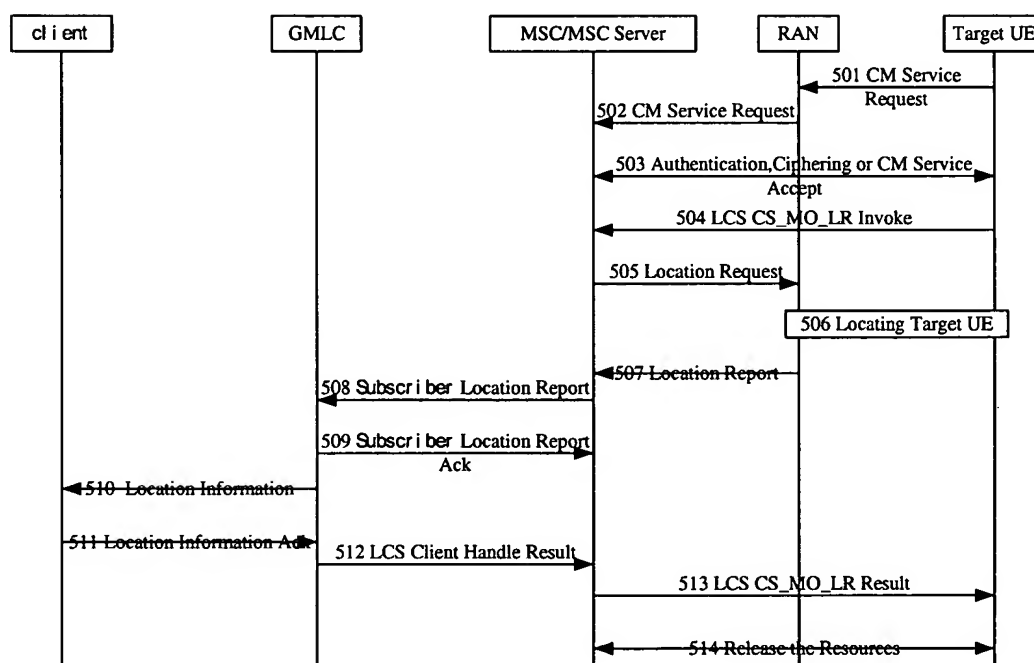 client
GMLC
MSC/MSC Server
RAN
Target UE
501 CM Service
Request
502 CM Service Request
503 Authentication,Ciphering or CM Service
Accept
504 LCS CS_MO_LR Invoke
505 Location Request
506 Locating Target UE
507 Location Report
508 Subscriber Location Report
509 Subscriber Location Report
Ack
510 Location Information
511 Location Information Ack
512 LCS Client Handle Result
513 LCS CS_MO_LR Result
514 Release the Resources